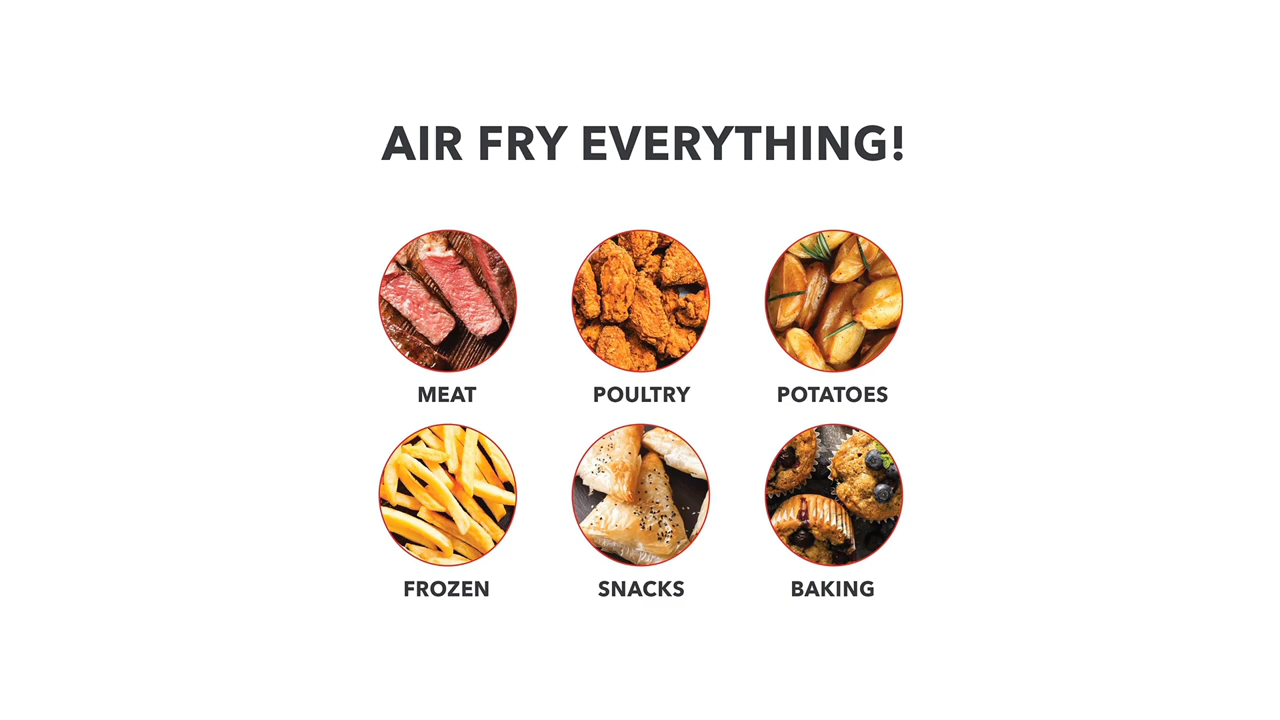 AIR FRY EVERYTHING!
MEAT POULTRY POTATOES
FROZEN SNACKS BAKING